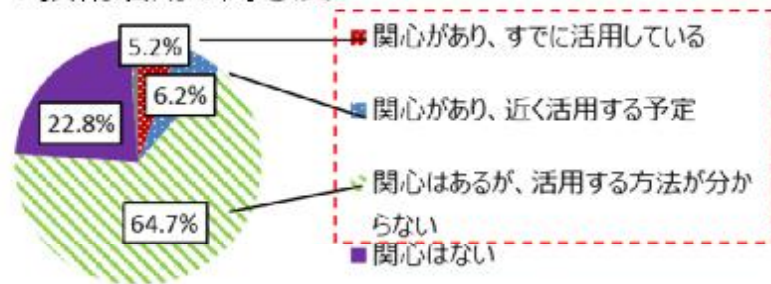 5.2%
関心があり、すでに活用している
6.2%
関心があり、近く活用する予定
22.8%
関心はあるが、活用する方法が分か
らない
64.7%
関心はない